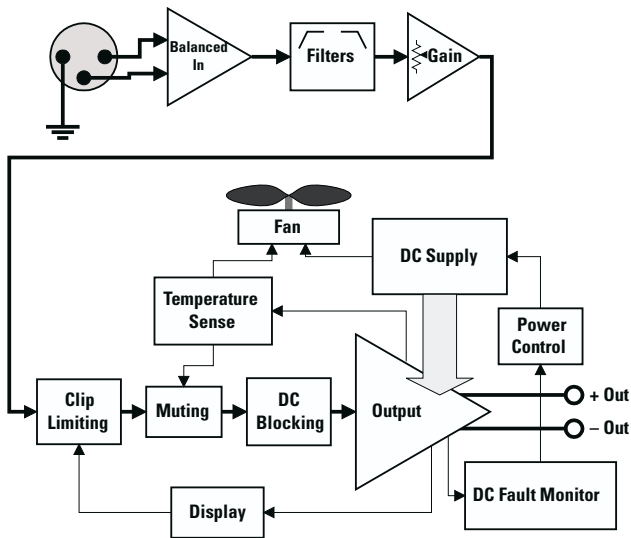 Balanced
In
Filters
Gain
Fan
DC Supply
Temperature
Sense
Power
Control
Clip
Limiting
Muting
DC
Blocking
Output
+ Out
– Out
Display
DC Fault Monitor